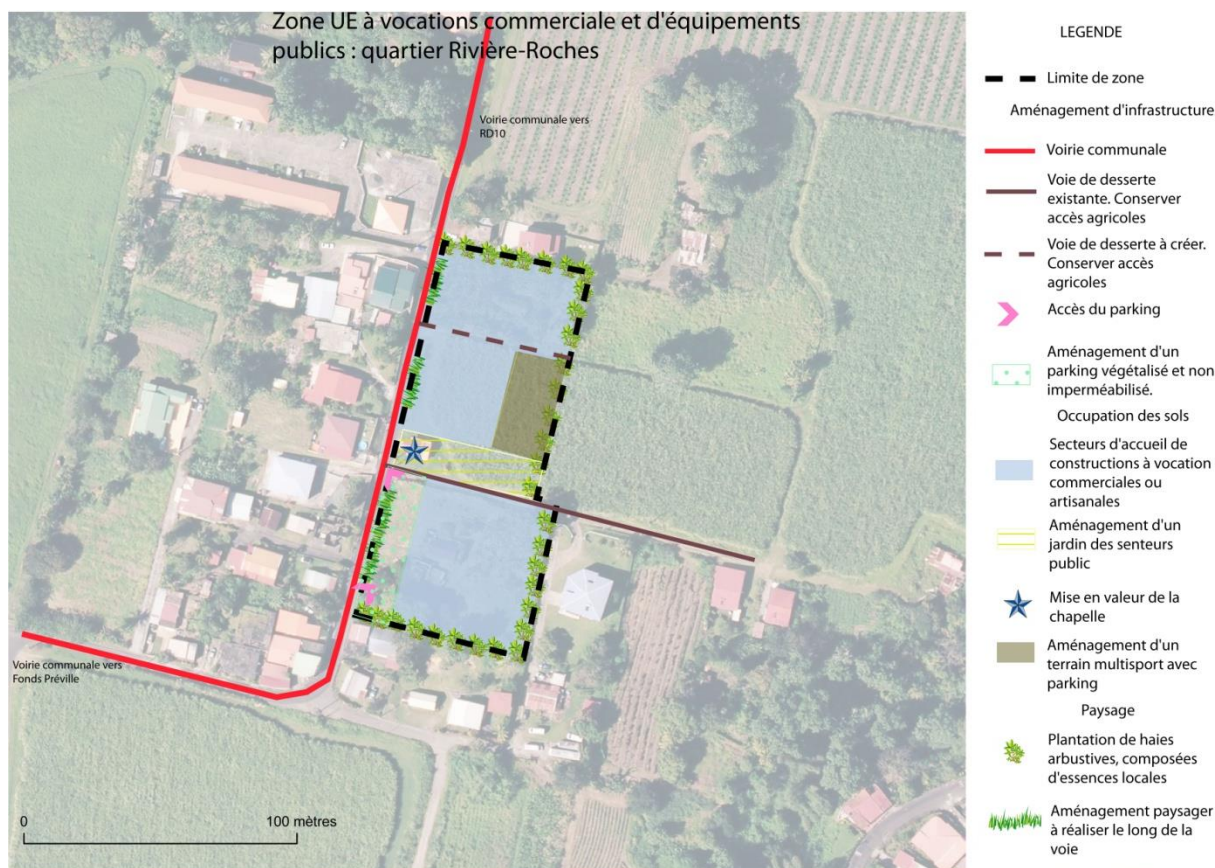 Zone UE à vocations commerciale et d'équipements
publics : quartier Rivière-Roches
Voirie communale vers
RD10
Voirie communale vers
Fonds Préville
0
100 mètres
LEGENDE
Limite de zone
Aménagement d'infrastructure
Voirie communale
Voie de desserte
existante. Conserver
accès agricoles
Voie de desserte à créer.
Conserver accès
agricoles
Accès du parking
Aménagement d'un
parking végétalisé et non
imperméabilisé.
Occupation des sols
Secteurs d'accueil de
constructions à vocation
commerciales ou
artisanales
Aménagement d'un
jardin des senteurs
public
Mise en valeur de la
chapelle
Aménagement d'un
terrain multisport avec
parking
Paysage
Plantation de haies
arbustives, composées
d'essences locales
Aménagement paysager
à réaliser le long de la
voie